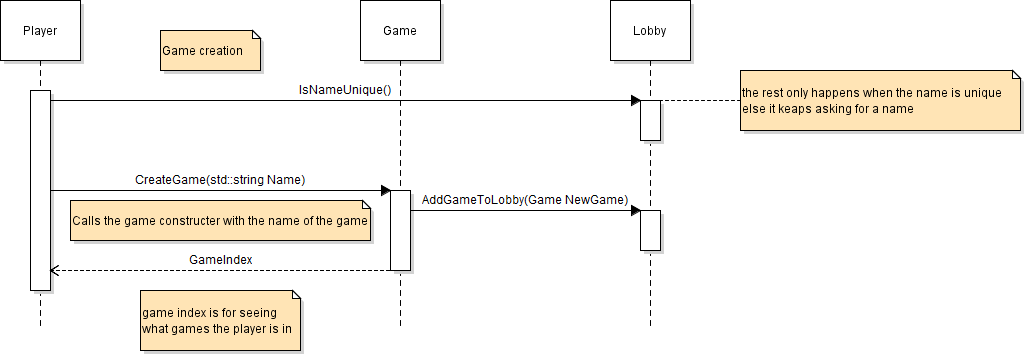 Player
Game
Lobby
Game creation
IsNameUnique()
the rest only happens when the name is unique
else it keaps asking for a name
CreateGame(std::string Name)
AddGameToLobby(Game NewGame)
Calls the game constructer with the name of the game
GameIndex
game index is for seeing
what games the player is in